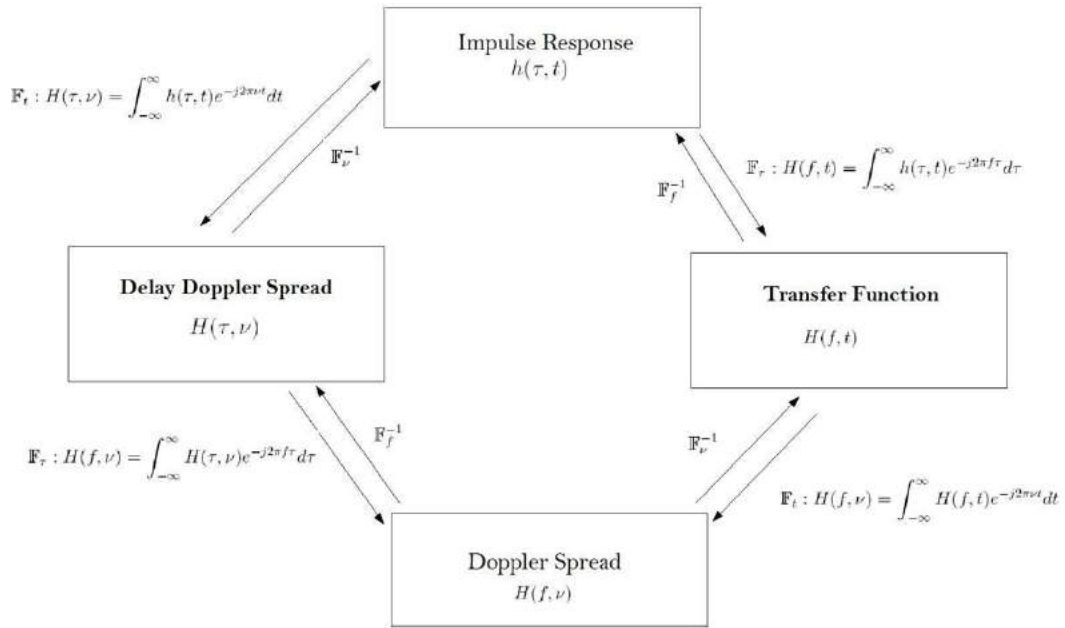 Impulse Response
h(τ, t)
𝔽_t : H(τ, ν) = ∫_{-∞}^{∞} h(τ, t)e^{-j2πνt}dt
𝔽_ν^{-1}
𝔽_f^{-1}
𝔽_τ : H(f, t) = ∫_{-∞}^{∞} h(τ, t)e^{-j2πfτ}dτ
Delay Doppler Spread
H(τ, ν)
Transfer Function
H(f, t)
𝔽_τ : H(f, ν) = ∫_{-∞}^{∞} H(τ, ν)e^{-j2πfτ}dτ
𝔽_f^{-1}
𝔽_ν^{-1}
𝔽_t : H(f, ν) = ∫_{-∞}^{∞} H(f, t)e^{-j2πνt}dt
Doppler Spread
H(f, ν)